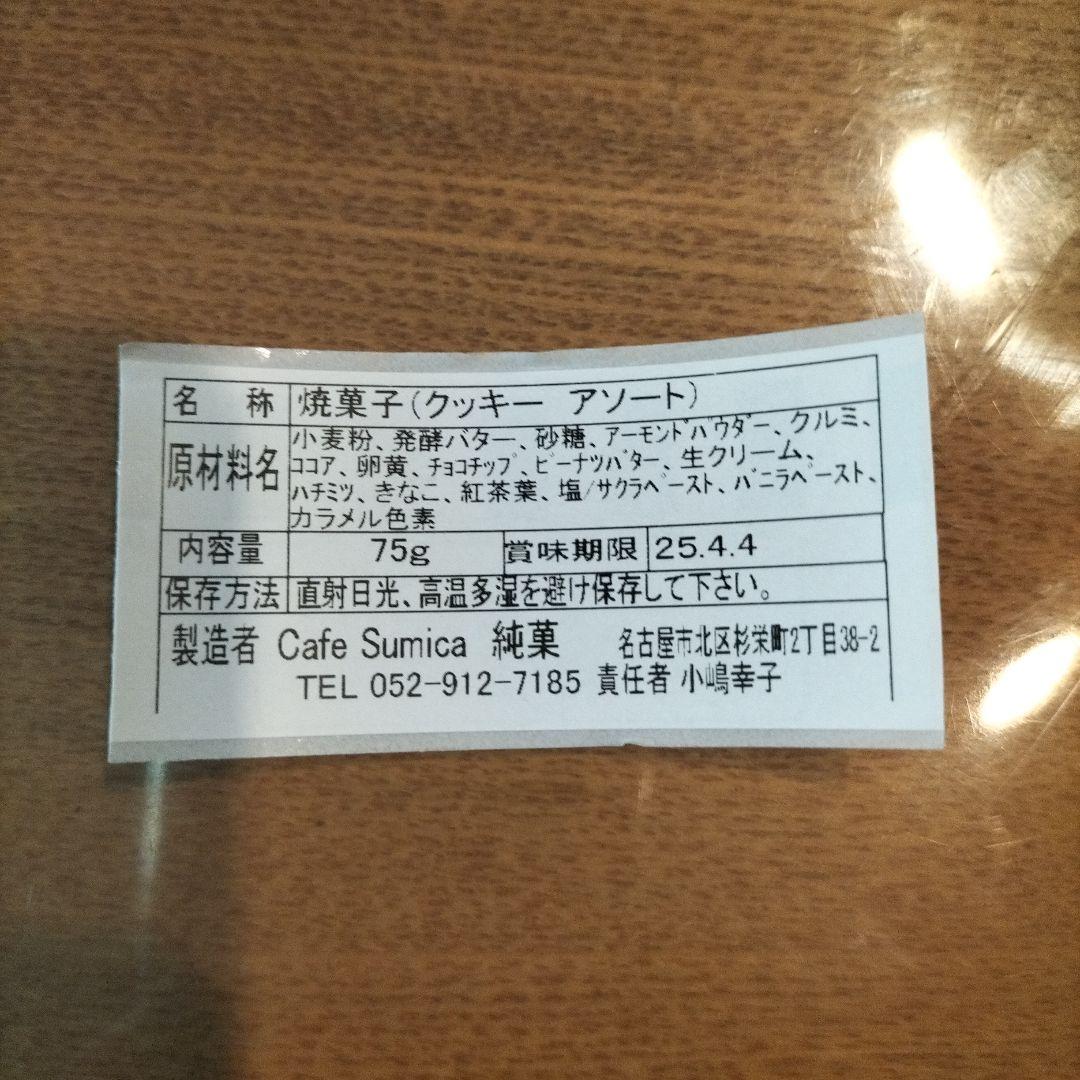 名 称 焼菓子(クッキー アソート)
原材料名 小麦粉、発酵バター、砂糖、アーモンドパウダー、クルミ、
ココア、卵黄、チョコチップ、ピーナツバター、生クリーム、
ハチミツ、きなこ、紅茶葉、塩/サクラペースト、バニラペースト、
カラメル色素
内容量 75g 賞味期限 25.4.4
保存方法 直射日光、高温多湿を避け保存して下さい。
製造者 Cafe Sumica 純菓 名古屋市北区杉栄町2丁目38-2
TEL 052-912-7185 責任者 小嶋幸子